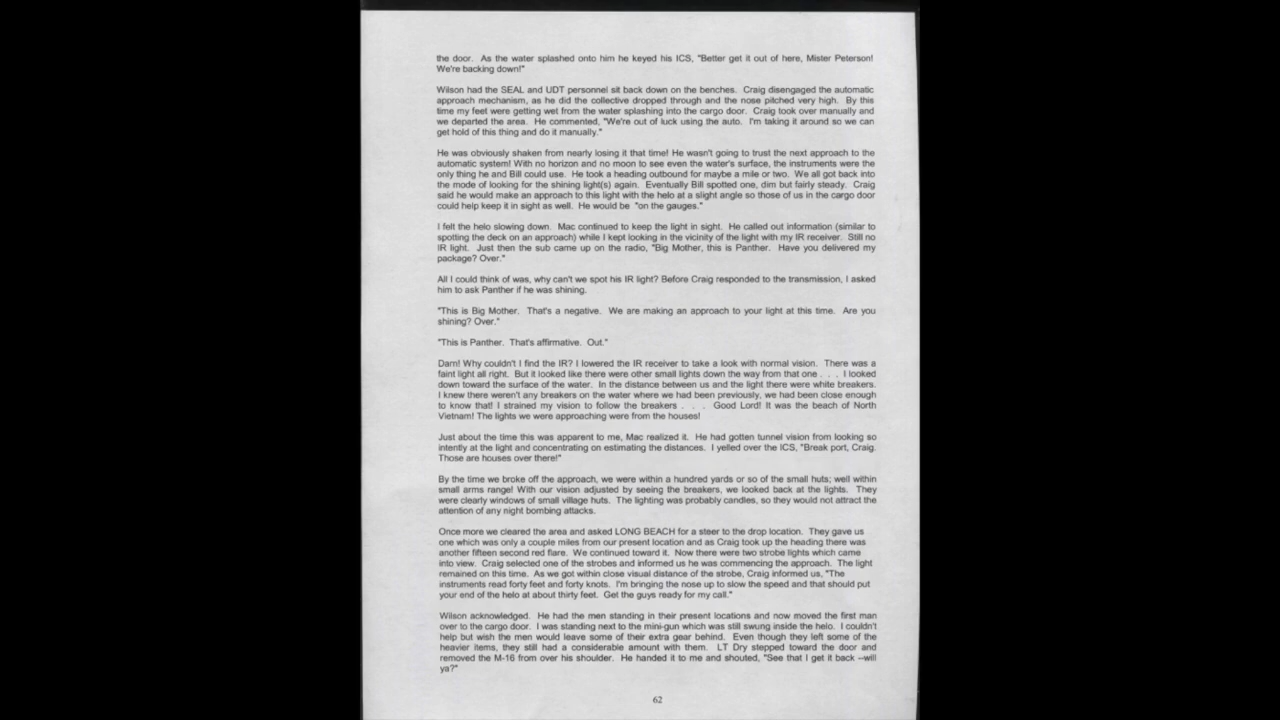 the door. As the water splashed onto him he keyed his ICS, "Better get it out of here, Mister Peterson!
We're backing down!"
Wilson had the SEAL and UDT personnel sit back down on the benches. Craig disengaged the automatic
approach mechanism, as he did the collective dropped through and the nose pitched very high. By this
time my feet were getting wet from the water splashing into the cargo door. Craig took over manually and
we departed the area. He commented, "We're out of luck using the auto. I'm taking it around so we can
get hold of this thing and do it manually."
He was obviously shaken from nearly losing it that time! He wasn't going to trust the next approach to the
automatic system! With no horizon and no moon to see even the water's surface, the instruments were the
only thing he and Bill could use. He took a heading outbound for maybe a mile or two. We all got back into
the mode of looking for the shining light(s) again. Eventually Bill spotted one, dim but fairly steady. Craig
said he would make an approach to this light with the helo at a slight angle so those of us in the cargo door
could help keep it in sight as well. He would be "on the gauges."
I felt the helo slowing down. Mac continued to keep the light in sight. He called out information (similar to
spotting the deck on an approach) while I kept looking in the vicinity of the light with my IR receiver. Still no
IR light. Just then the sub came up on the radio, "Big Mother, this is Panther. Have you delivered my
package? Over."
All I could think of was, why can't we spot his IR light? Before Craig responded to the transmission, I asked
him to ask Panther if he was shining.
"This is Big Mother. That's a negative. We are making an approach to your light at this time. Are you
shining? Over."
"This is Panther. That's affirmative. Out."
Dam! Why couldn't I find the IR? I lowered the IR receiver to take a look with normal vision. There was a
faint light all right. But it looked like there were other small lights down the way from that one . . . I looked
down toward the surface of the water. In the distance between us and the light there were white breakers.
I knew there weren't any breakers on the water where we had been previously, we had been close enough
to know that! I strained my vision to follow the breakers . . . Good Lord! It was the beach of North
Vietnam! The lights we were approaching were from the houses!
Just about the time this was apparent to me, Mac realized it. He had gotten tunnel vision from looking so
intently at the light and concentrating on estimating the distances. I yelled over the ICS, "Break port, Craig.
Those are houses over there!"
By the time we broke off the approach, we were within a hundred yards or so of the small huts; well within
small arms range! With our vision adjusted by seeing the breakers, we looked back at the lights. They
were clearly windows of small village huts. The lighting was probably candles, so they would not attract the
attention of any night bombing attacks.
Once more we cleared the area and asked LONG BEACH for a steer to the drop location. They gave us
one which was only a couple miles from our present location and as Craig took up the heading there was
another fifteen second red flare. We continued toward it. Now there were two strobe lights which came
into view. Craig selected one of the strobes and informed us he was commencing the approach. The light
remained on this time. As we got within close visual distance of the strobe, Craig informed us, "The
instruments read forty feet and forty knots. I'm bringing the nose up to slow the speed and that should put
your end of the helo at about thirty feet. Get the guys ready for my call."
Wilson acknowledged. He had the men standing in their present locations and now moved the first man
over to the cargo door. I was standing next to the mini-gun which was still swung inside the helo. I couldn't
help but wish the men would leave some of their extra gear behind. Even though they left some of the
heavier items, they still had a considerable amount with them. LT Dry stepped toward the door and
removed the M-16 from over his shoulder. He handed it to me and shouted, "See that I get it back --will
ya?"
62